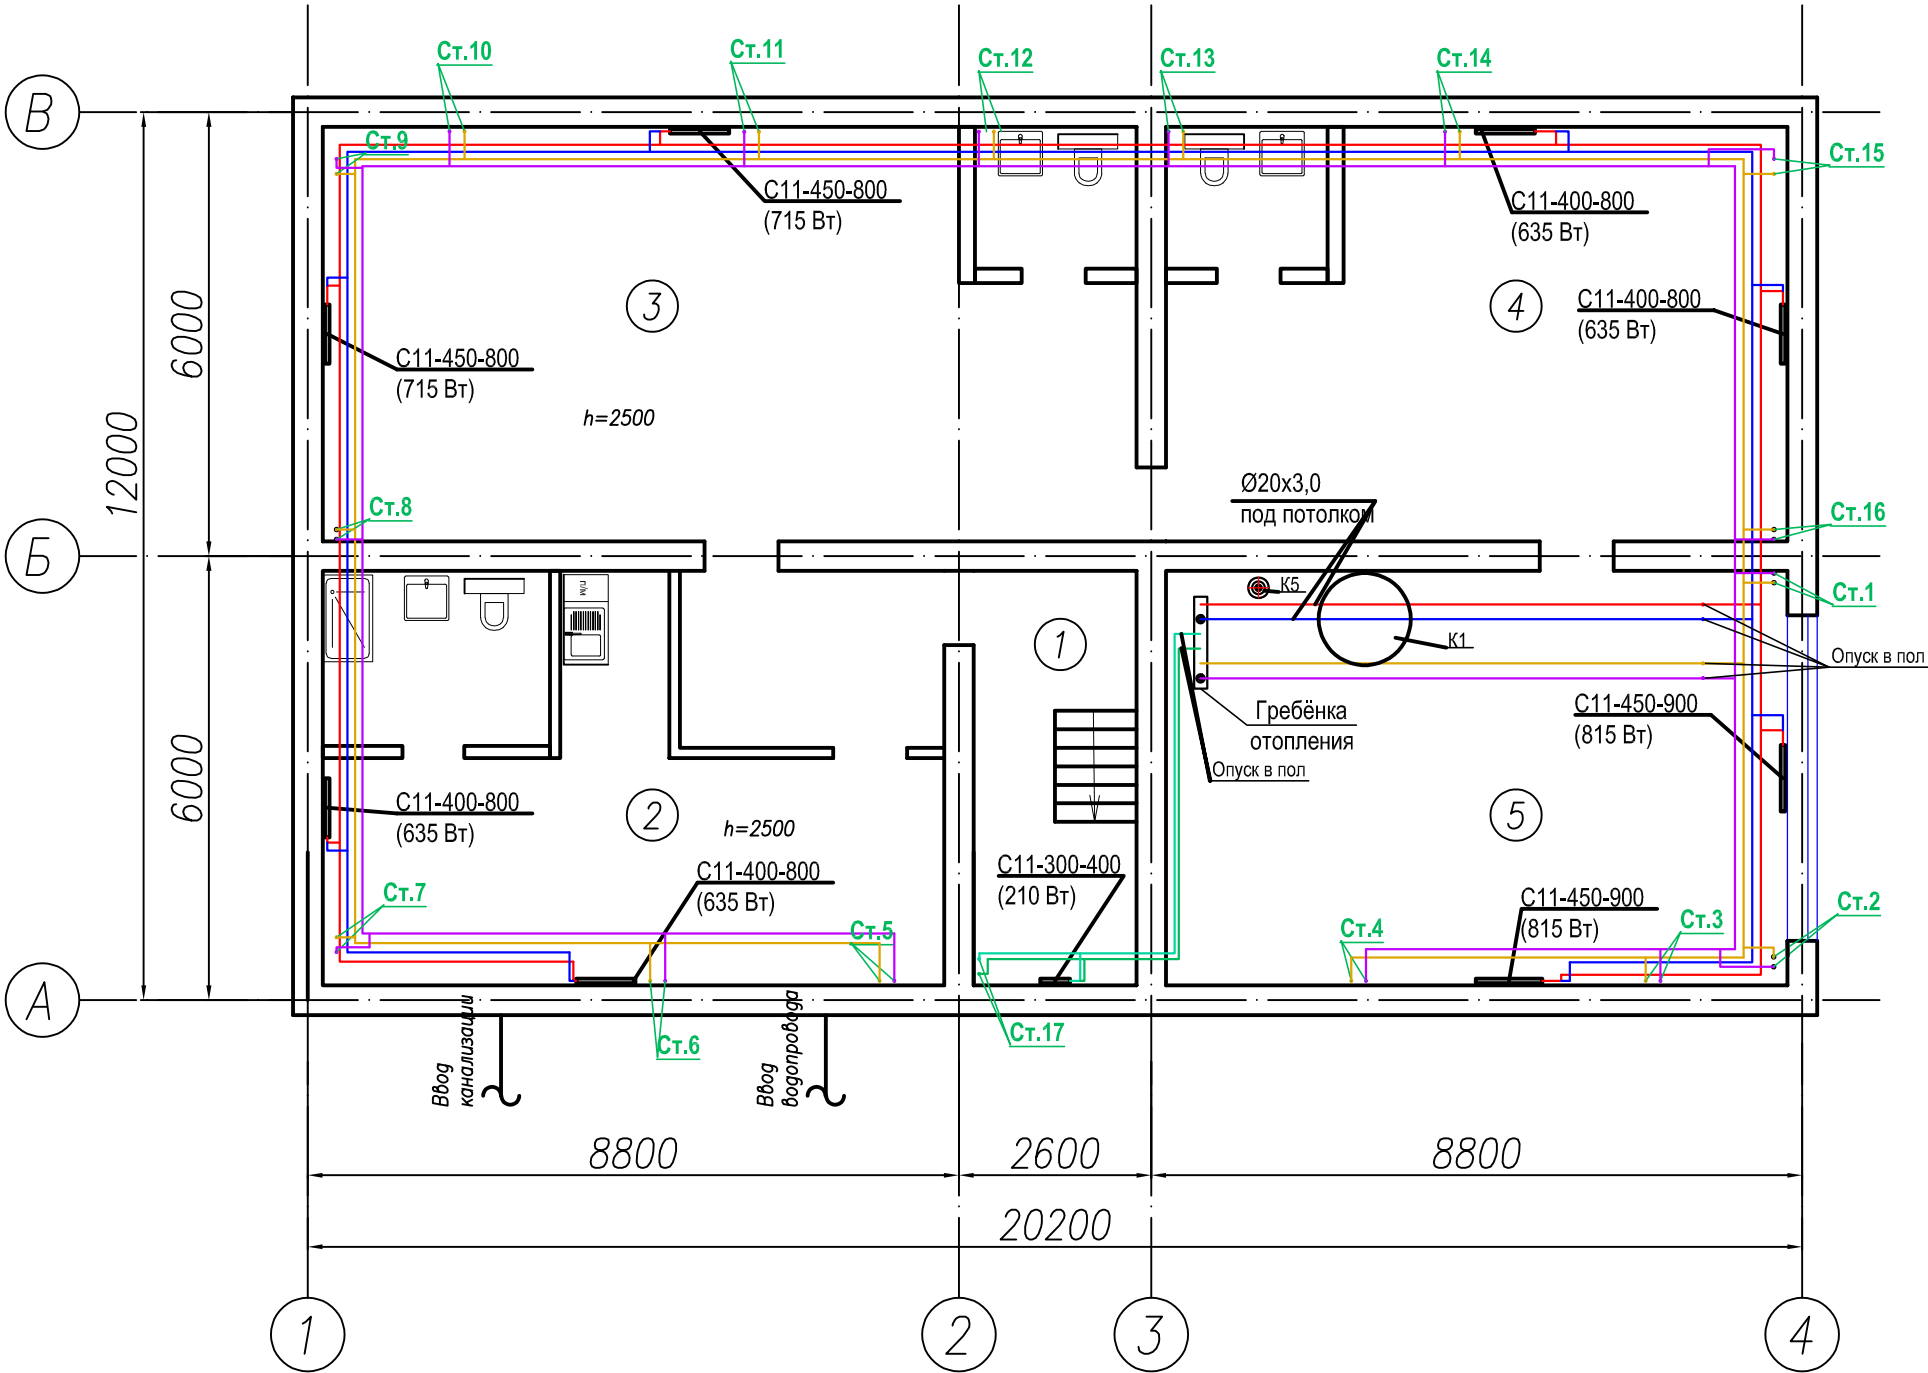 Ст.10
Ст.11
Ст.12
Ст.13
Ст.14
В
Ст.9
Ст.15
С11-450-800
(715 Вт)
С11-400-800
(635 Вт)
3
4
С11-400-800
(635 Вт)
6000
С11-450-800
(715 Вт)
h=2500
12000
Ø20х3,0
под потолком
Ст.8
Ст.16
Б
п/м
К5
Ст.1
1
К1
Опуск в пол
С11-450-900
(815 Вт)
Гребёнка
отопления
Опуск в пол
6000
С11-400-800
(635 Вт)
2
h=2500
5
С11-400-800
(635 Вт)
С11-300-400
(210 Вт)
С11-450-900
(815 Вт)
Ст.7
Ст.5
Ст.4
Ст.3
Ст.2
А
Ст.6
Ст.17
Ввод
канализации
Ввод
водопровода
8800
2600
8800
20200
1
2
3
4